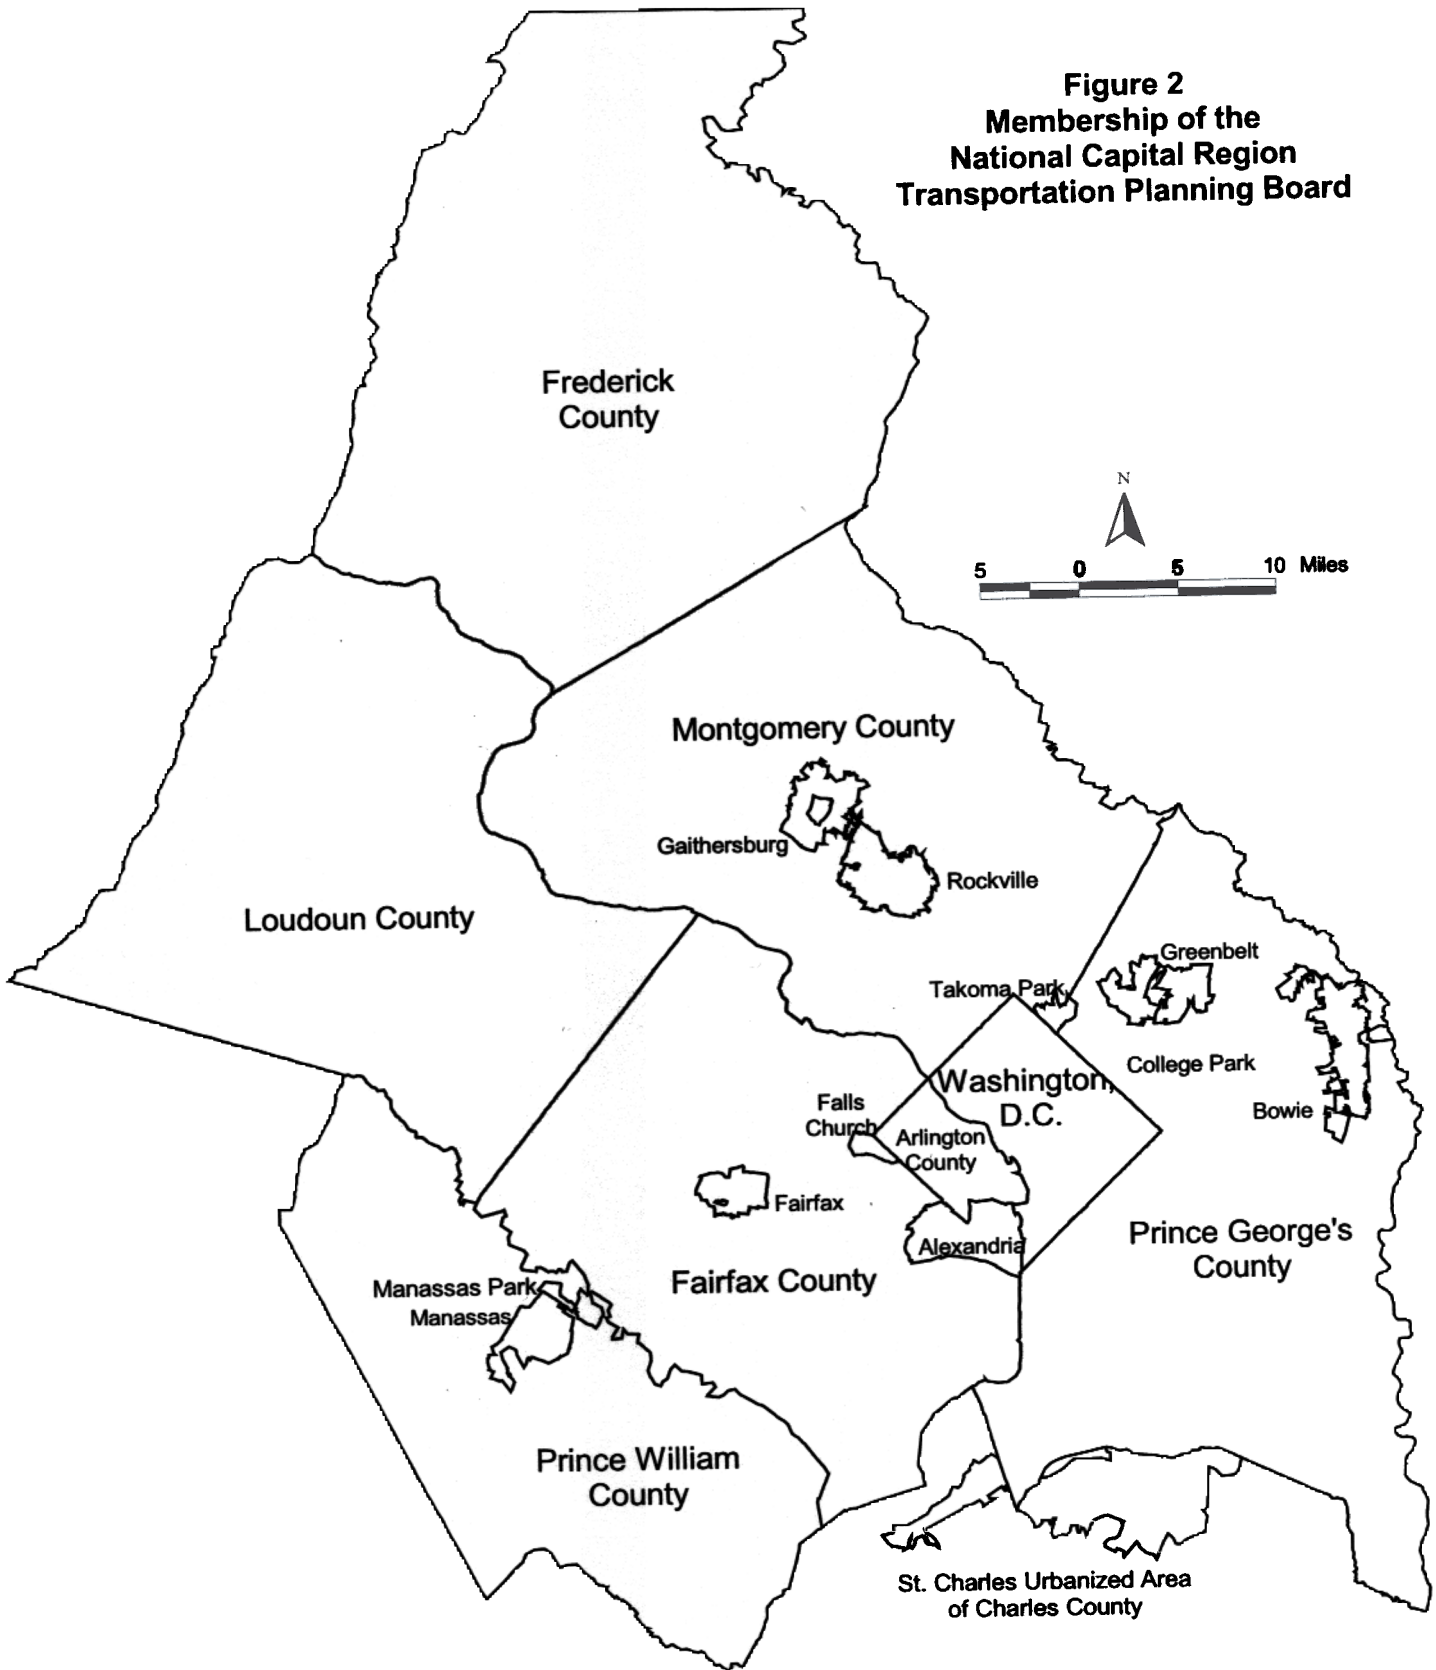 Figure 2
Membership of the
National Capital Region
Transportation Planning Board
Frederick
County
N
5 0 5 10 Miles
Montgomery County
Gaithersburg
Rockville
Loudoun County
Greenbelt
Takoma Park
College Park
Washington,
D.C.
Bowie
Falls
Church
Arlington
County
Fairfax
Prince George's
County
Alexandria
Fairfax County
Manassas Park
Manassas
Prince William
County
St. Charles Urbanized Area
of Charles County